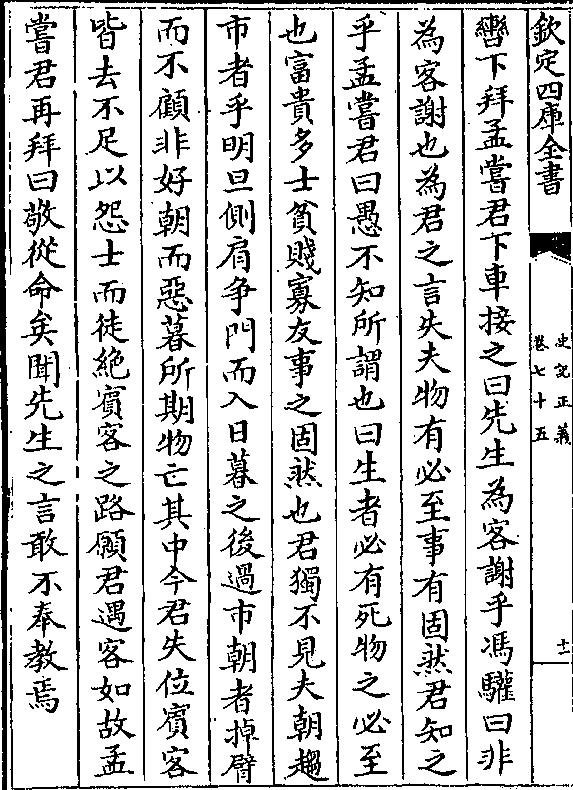 欽定四庫全書
史記正義
卷七十五
十一
轡下拜孟嘗君下車接之曰先生為客謝乎馮驩曰非
為客謝也為君之言失夫物有必至事有固然君知之
乎孟嘗君曰愚不知所謂也曰生者必有死物之必至
也富貴多士貧賤寡友事之固然也君獨不見夫朝趨
市者乎明旦側肩爭門而入日暮之後過市朝者掉臂
而不顧非好朝而惡暮所期物亡其中今君失位賓客
皆去不足以怨士而徒絶賓客之路願君遇客如故孟
嘗君再拜曰敬從命矣聞先生之言敢不奉教焉